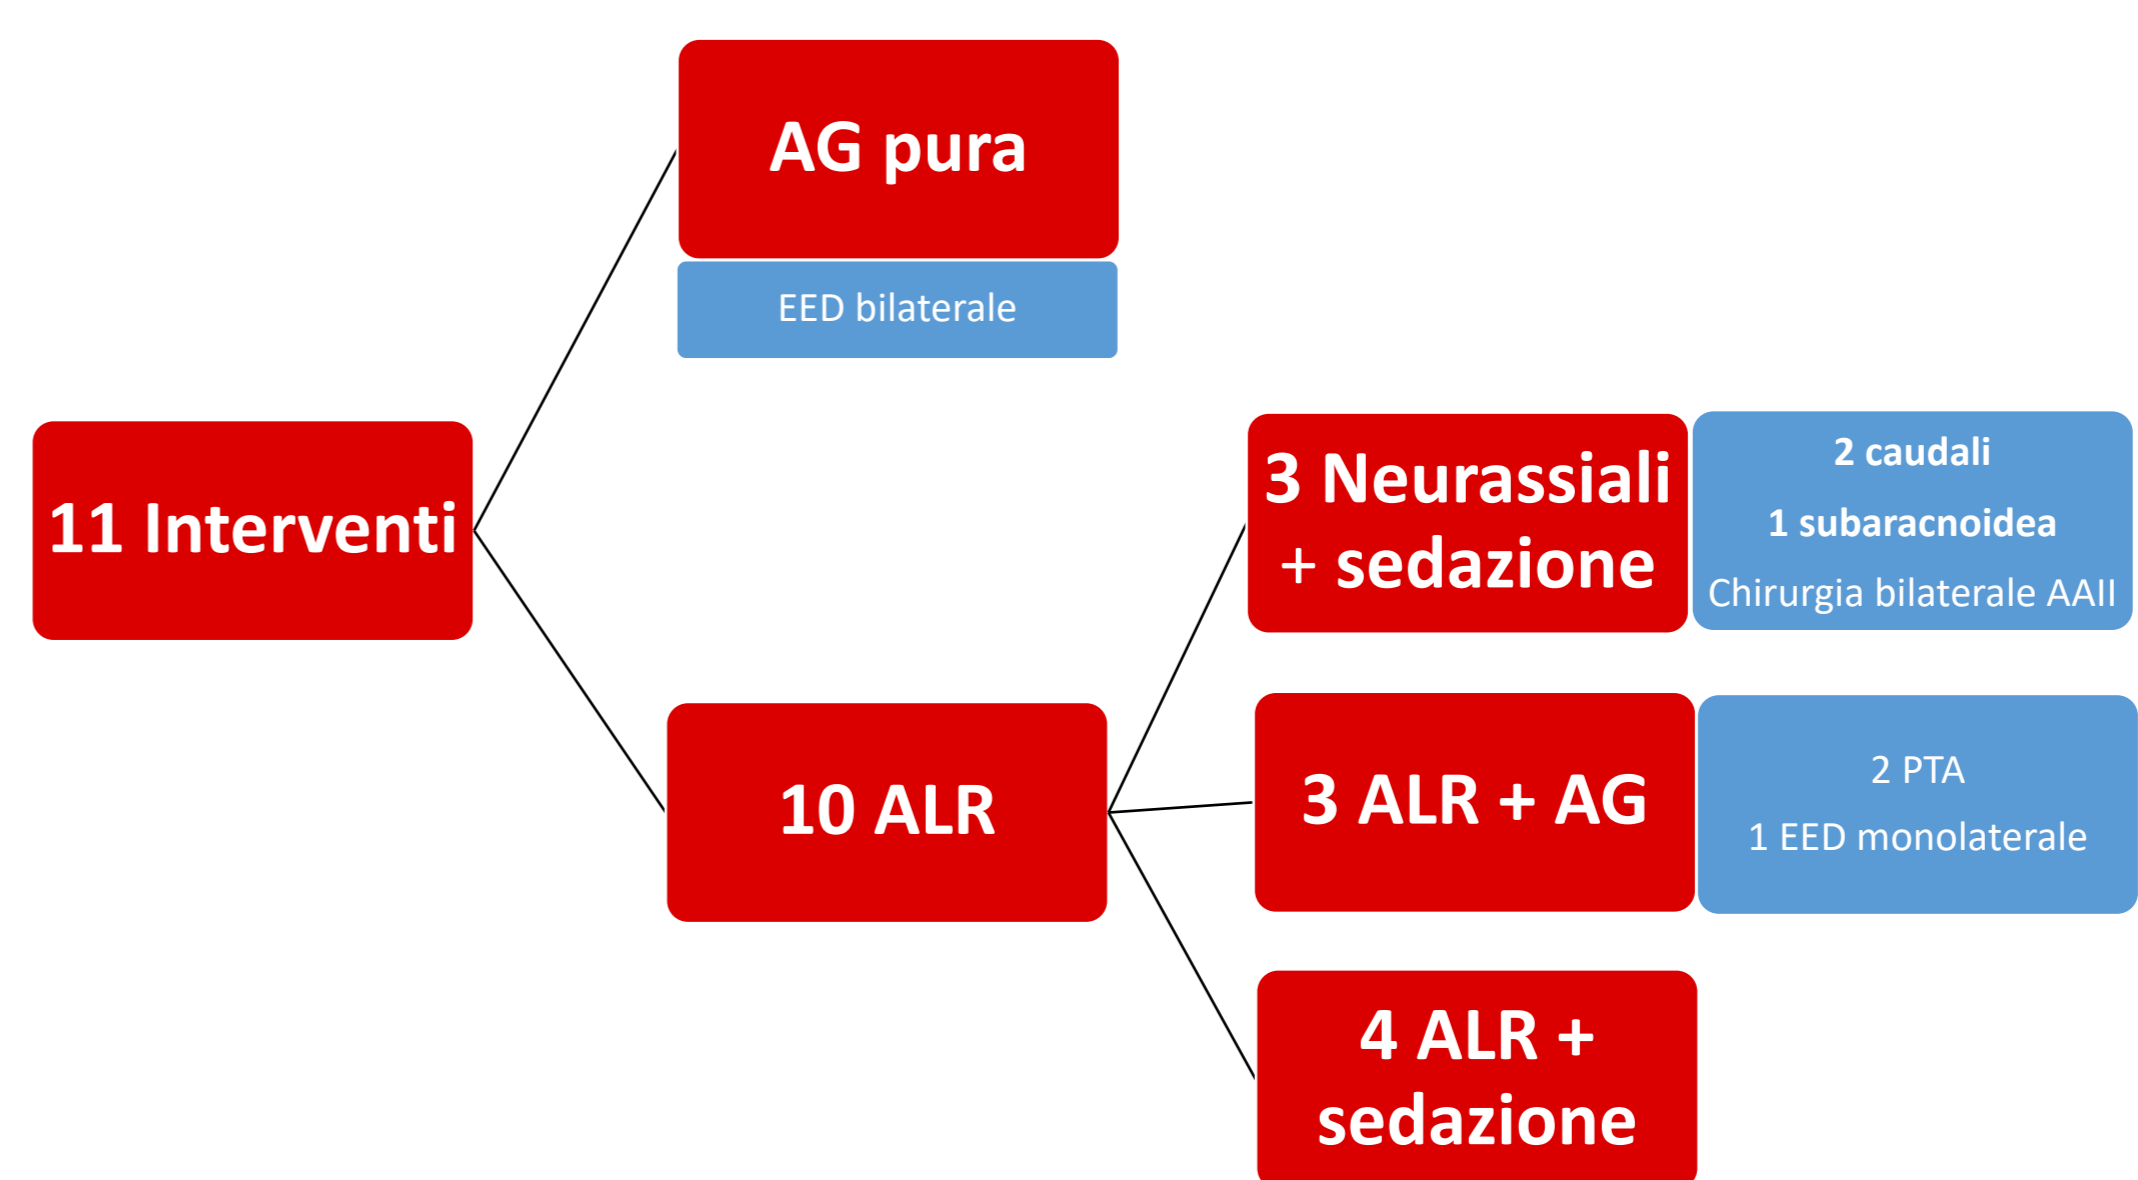 AG pura
EED bilaterale
11 Interventi
10 ALR
3 Neurassiali
+ sedazione
2 caudali
1 subaracnoidea
Chirurgia bilaterale AAII
3 ALR + AG
2 PTA
1 EED monolaterale
4 ALR +
sedazione